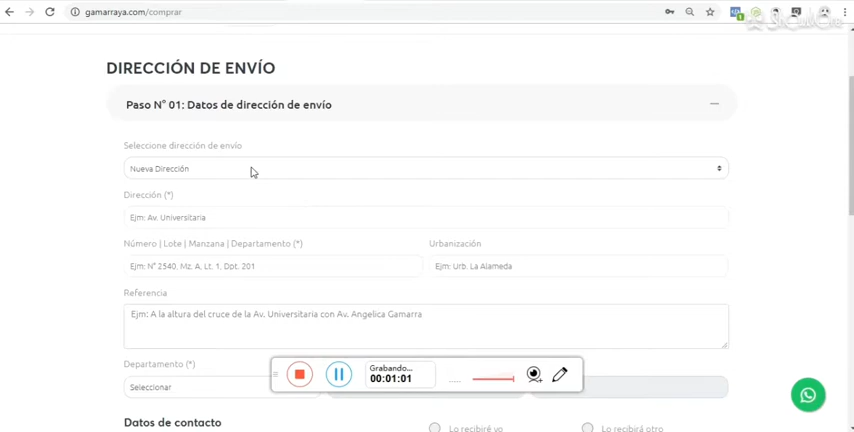 gamarraya.com/comprar
DIRECCIÓN DE ENVÍO
Paso N° 01: Datos de dirección de envío
Seleccione dirección de envío
Nueva Dirección
Dirección (*)
Ejm: Av. Universitaria
Número | Lote | Manzana | Departamento (*) Urbanización
Ejm: N° 2540, Mz. A, Lt. 1, Dpt. 201 Ejm: Urb. La Alameda
Referencia
Ejm: A la altura del cruce de la Av. Universitaria con Av. Angelica Gamarra
Departamento (*)
Grabando...
00:01:01
Seleccionar
Datos de contacto Lo recibiré yo Lo recibirá otro